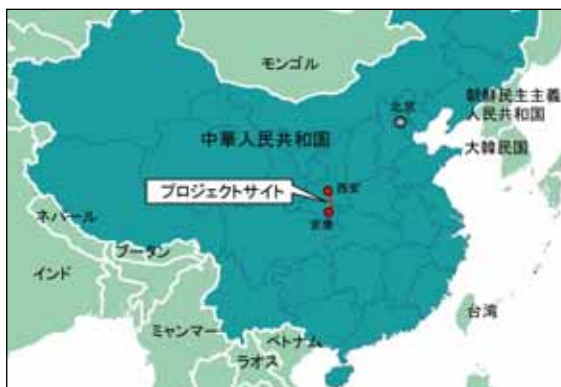 モンゴル
北京
朝鮮民主主義
人民共和国
大韓民国
中華人民共和国
西安
プロジェクトサイト
安康
ネパール
ブータン
インド
ミャンマー
台湾
ベトナム
ラオス